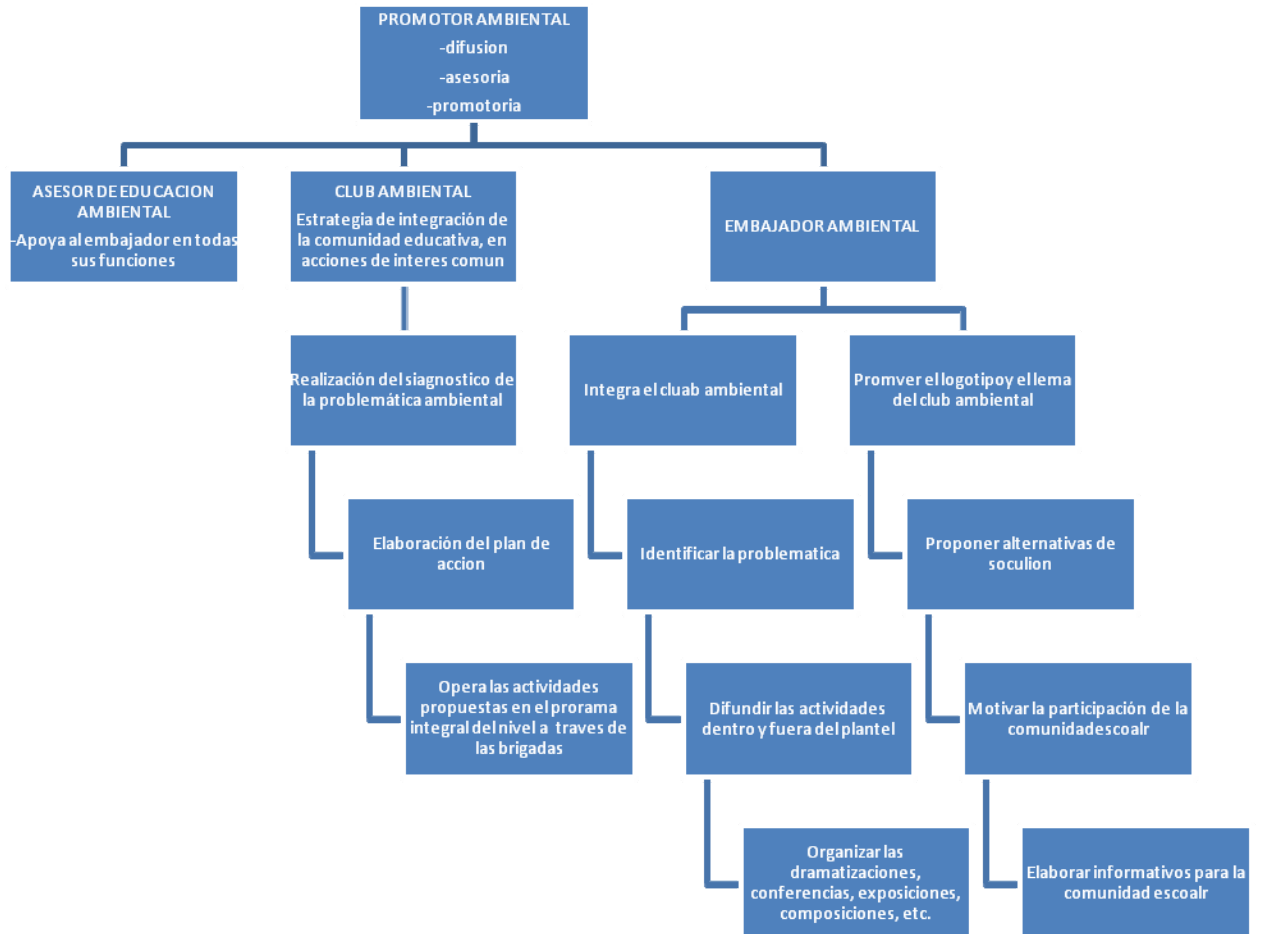 PROMOTOR AMBIENTAL
-difusion
-asesoria
-promotoria
ASESOR DE EDUCACION
AMBIENTAL
-Apoya al embajador en todas
sus funciones
CLUB AMBIENTAL
Estrategia de integración de
la comunidad educativa, en
acciones de interes comun
EMBAJADOR AMBIENTAL
Realización del siagnostico de
la problemática ambiental
Integra el cluab ambiental
Promver el logotipoy el lema
del club ambiental
Elaboración del plan de
accion
Identificar la problematica
Proponer alternativas de
soculion
Opera las actividades
propuestas en el prorama
integral del nivel a traves de
las brigadas
Difundir las actividades
dentro y fuera del plantel
Motivar la participación de la
comunidadescoalr
Organizar las
dramatizaciones,
conferencias, exposiciones,
composiciones, etc.
Elaborar informativos para la
comunidad escoalr